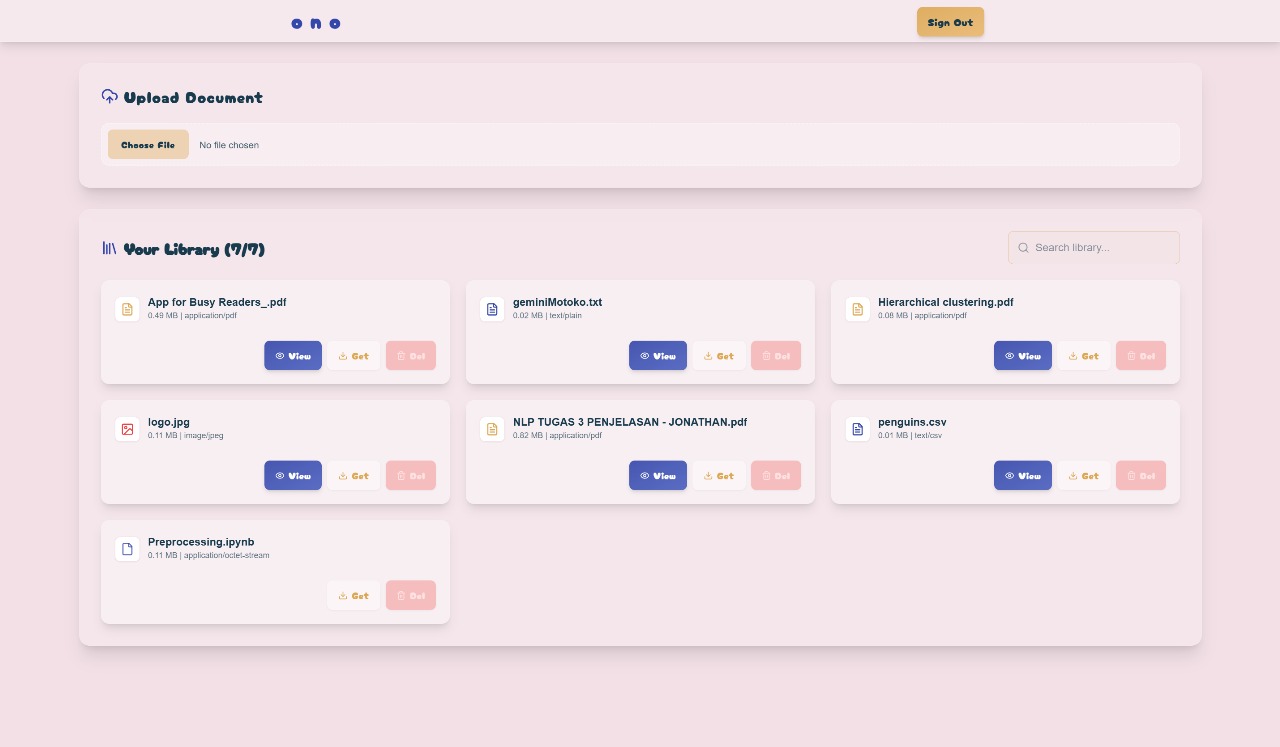 o n o
Sign Out
Upload Document
Choose File No file chosen
Your Library (7/7)
Search library...
App for Busy Readers_.pdf
0.49 MB | application/pdf
View Get Del
geminiMotoko.txt
0.02 MB | text/plain
View Get Del
Hierarchical clustering.pdf
0.08 MB | application/pdf
View Get Del
logo.jpg
0.11 MB | image/jpeg
View Get Del
NLP TUGAS 3 PENJELASAN - JONATHAN.pdf
0.62 MB | application/pdf
View Get Del
penguins.csv
0.01 MB | text/csv
View Get Del
Preprocessing.ipynb
0.11 MB | application/octet-stream
Get Del